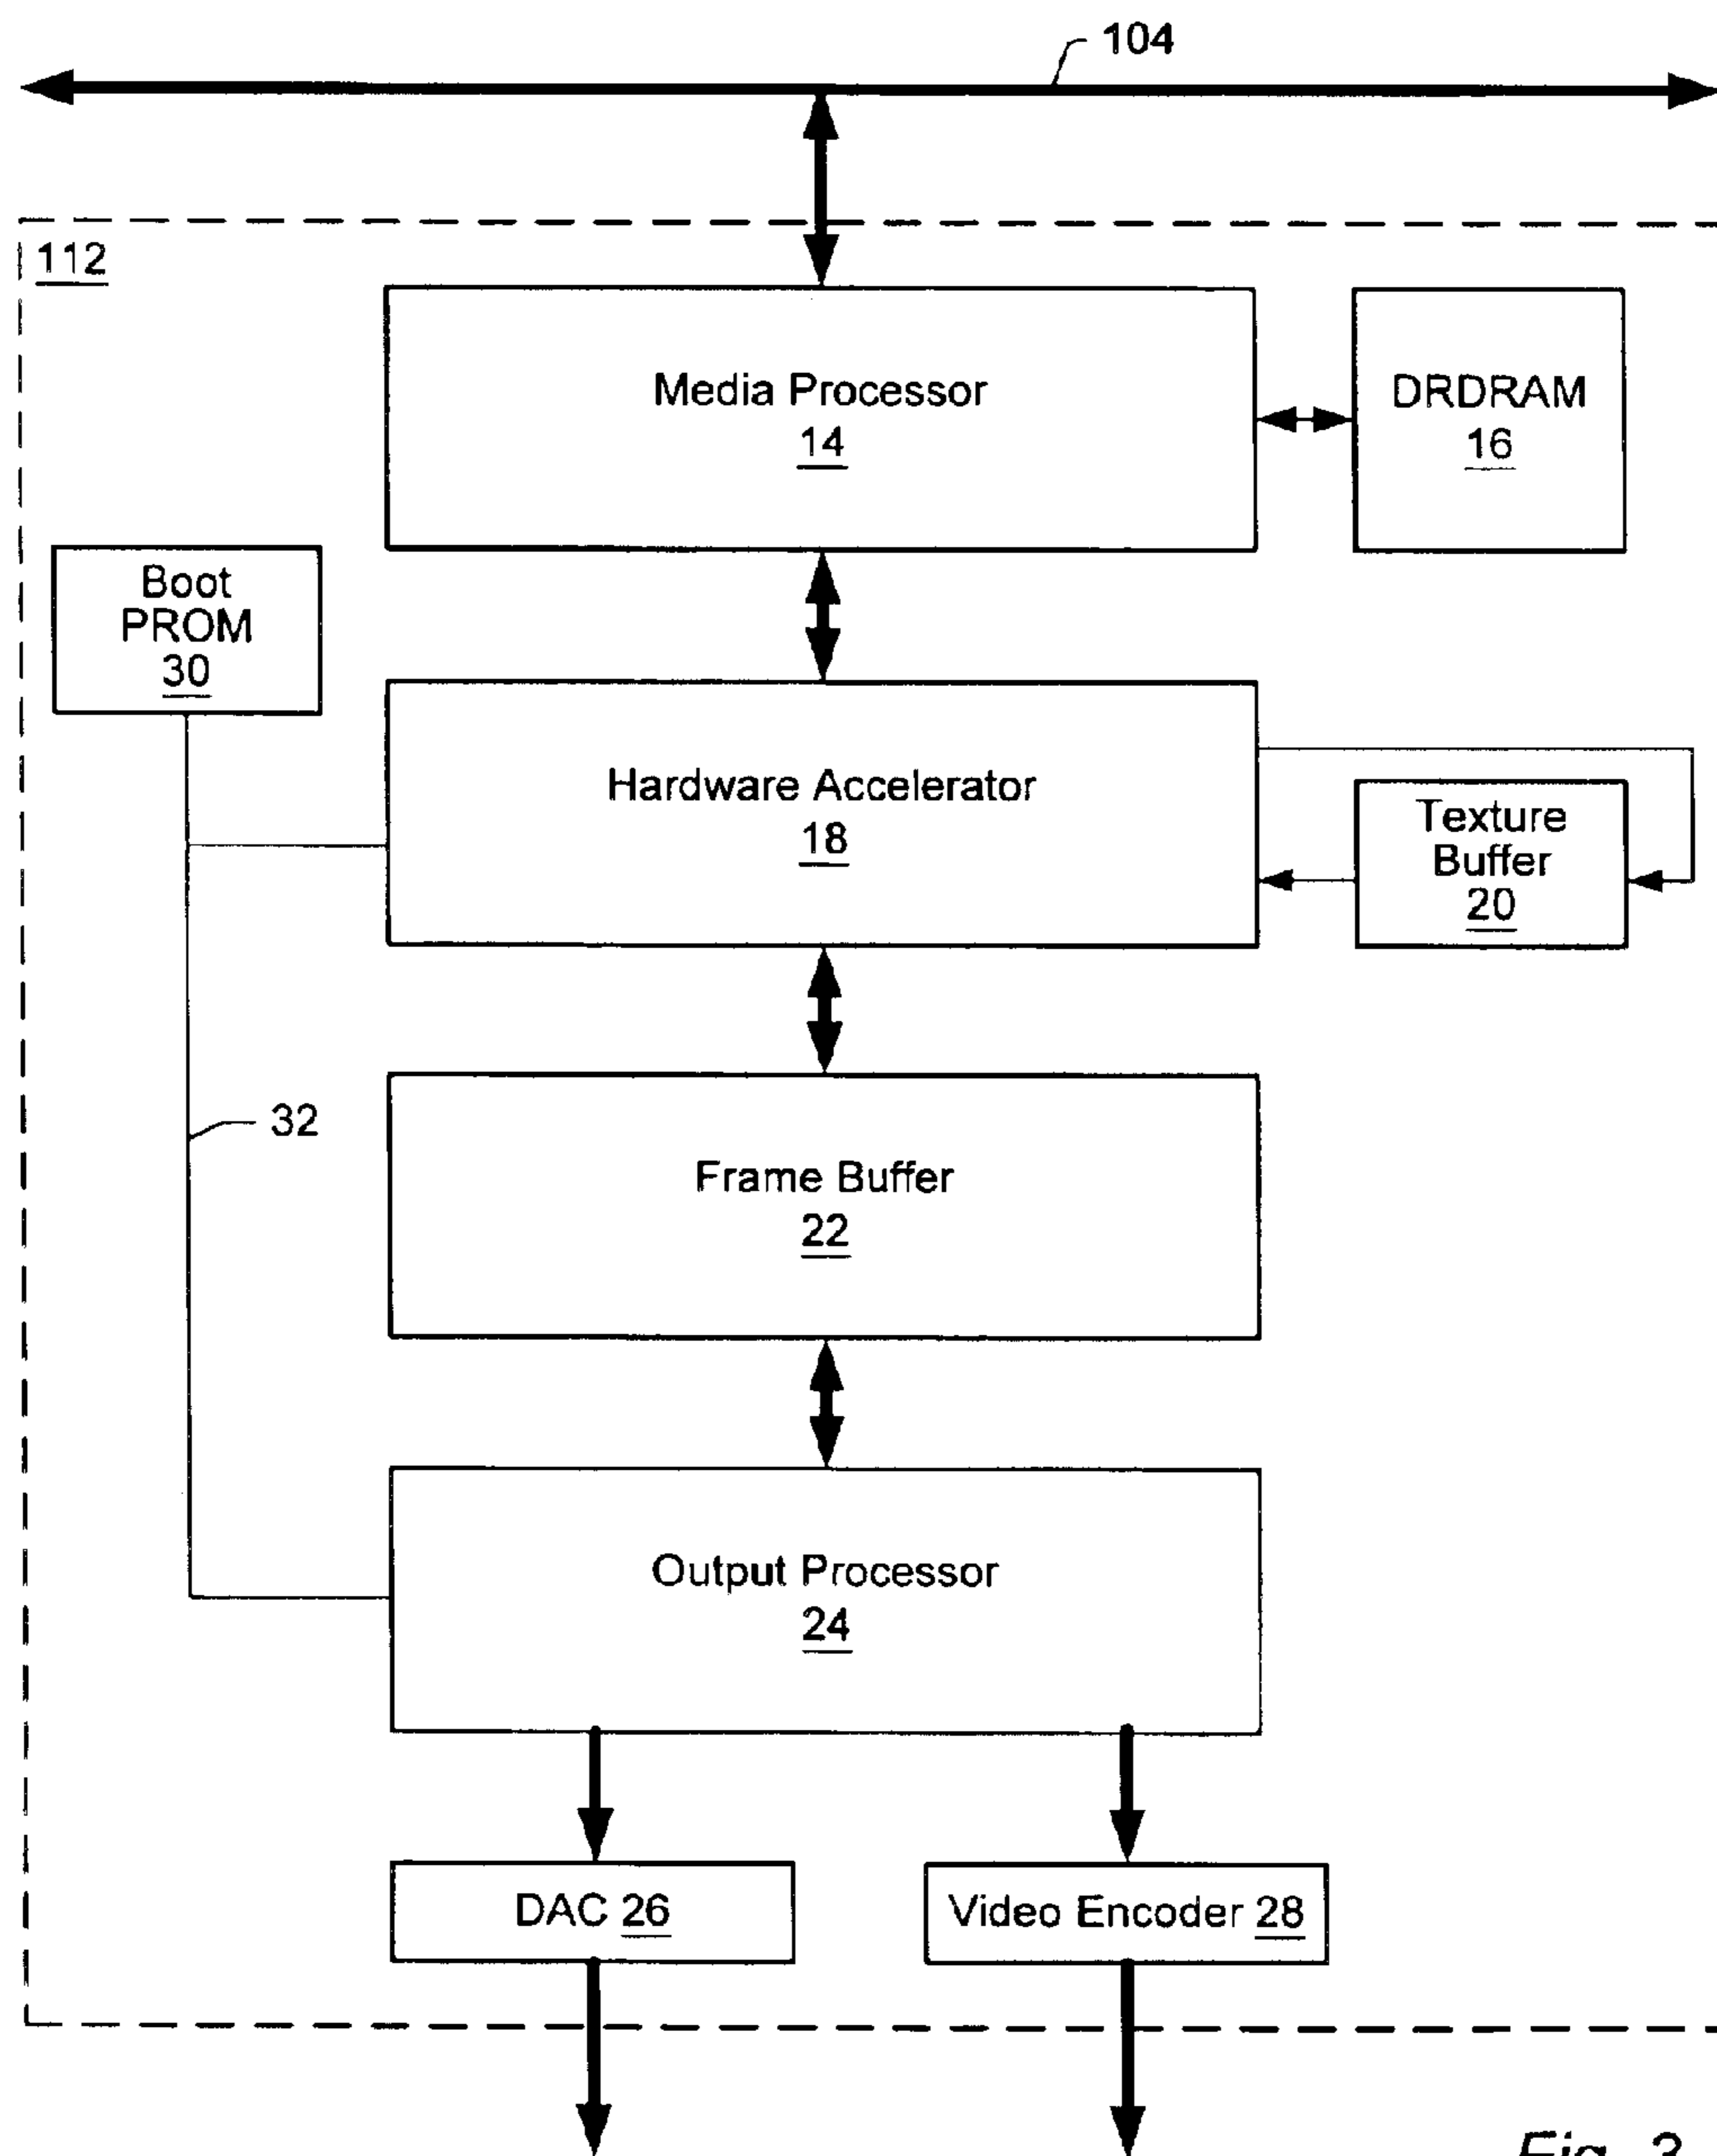 104
112
Media Processor
14
DRDRAM
16
Boot
PROM
30
Hardware Accelerator
18
Texture
Buffer
20
32
Frame Buffer
22
Output Processor
24
DAC 26
Video Encoder 28
Fig.